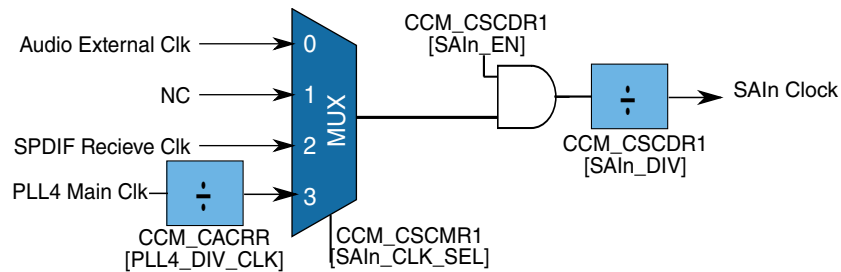 CCM_CSCDR1
[SAIn_EN]
Audio External Clk
0
NC
1
MUX
SAIn Clock
SPDIF Recieve Clk
2
CCM_CSCDR1
[SAIn_DIV]
PLL4 Main Clk
3
CCM_CACRR
[PLL4_DIV_CLK]
CCM_CSCMR1
[SAIn_CLK_SEL]